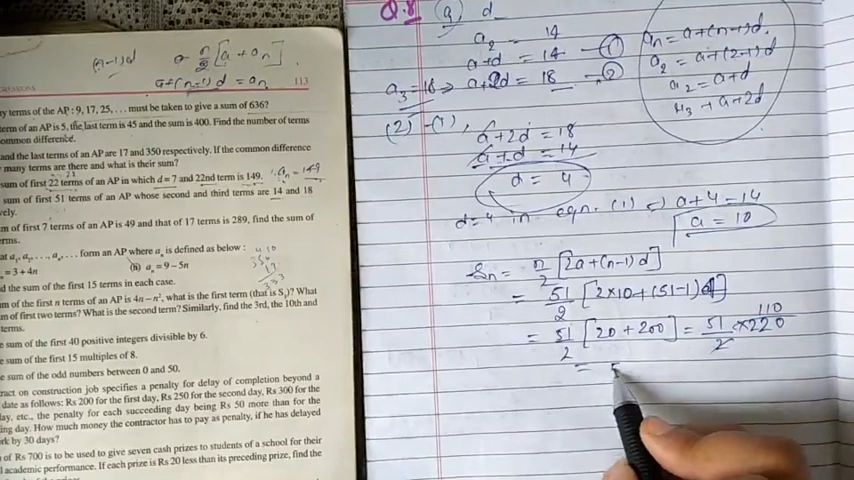 (n-1)d a = n/2 [a + an]
a+(n-1)d = an
113
y terms of the AP : 9, 17, 25, . . . must be taken to give a sum of 636?
term of an AP is 5, the last term is 45 and the sum is 400. Find the number of terms
ommon difference.
and the last terms of an AP are 17 and 350 respectively. If the common difference
many terms are there and what is their sum?
sum of first 22 terms of an AP in which d = 7 and 22nd term is 149. an = 149
sum of first 51 terms of an AP whose second and third terms are 14 and 18
vely.
m of first 7 terms of an AP is 49 and that of 17 terms is 289, find the sum of
rms.
at a1, a2, . . ., an, . . . form an AP where an is defined as below :
= 3 + 4n (ii) an = 9 – 5n
d the sum of the first 15 terms in each case.
m of the first n terms of an AP is 4n – n², what is the first term (that is S1)? What
m of first two terms? What is the second term? Similarly, find the 3rd, the 10th and
terms.
e sum of the first 40 positive integers divisible by 6.
e sum of the first 15 multiples of 8.
e sum of the odd numbers between 0 and 50.
ract on construction job specifies a penalty for delay of completion beyond a
date as follows: Rs 200 for the first day, Rs 250 for the second day, Rs 300 for the
ay, etc., the penalty for each succeeding day being Rs 50 more than for the
ing day. How much money the contractor has to pay as penalty, if he has delayed
rk by 30 days?
of Rs 700 is to be used to give seven cash prizes to students of a school for their
l academic performance. If each prize is Rs 20 less than its preceding prize, find the
Q.8 d
a2 = 14
a+d = 14 — (1)
a3 = 18 => a+2d = 18 — (2)
(2) - (1),
a + 2d = 18
a + d = 14
d = 4
d=4 in eqn. (1) => a + 4 = 14
a = 10
an = a+(n-1)d.
a2 = a+(2-1)d
a2 = a+d
a3 + a+2d
Sn = n/2 [2a + (n-1)d]
= 51/2 [2×10 + (51-1)4]
= 51/2 [20 + 200] = 51/2 × 220 110
=